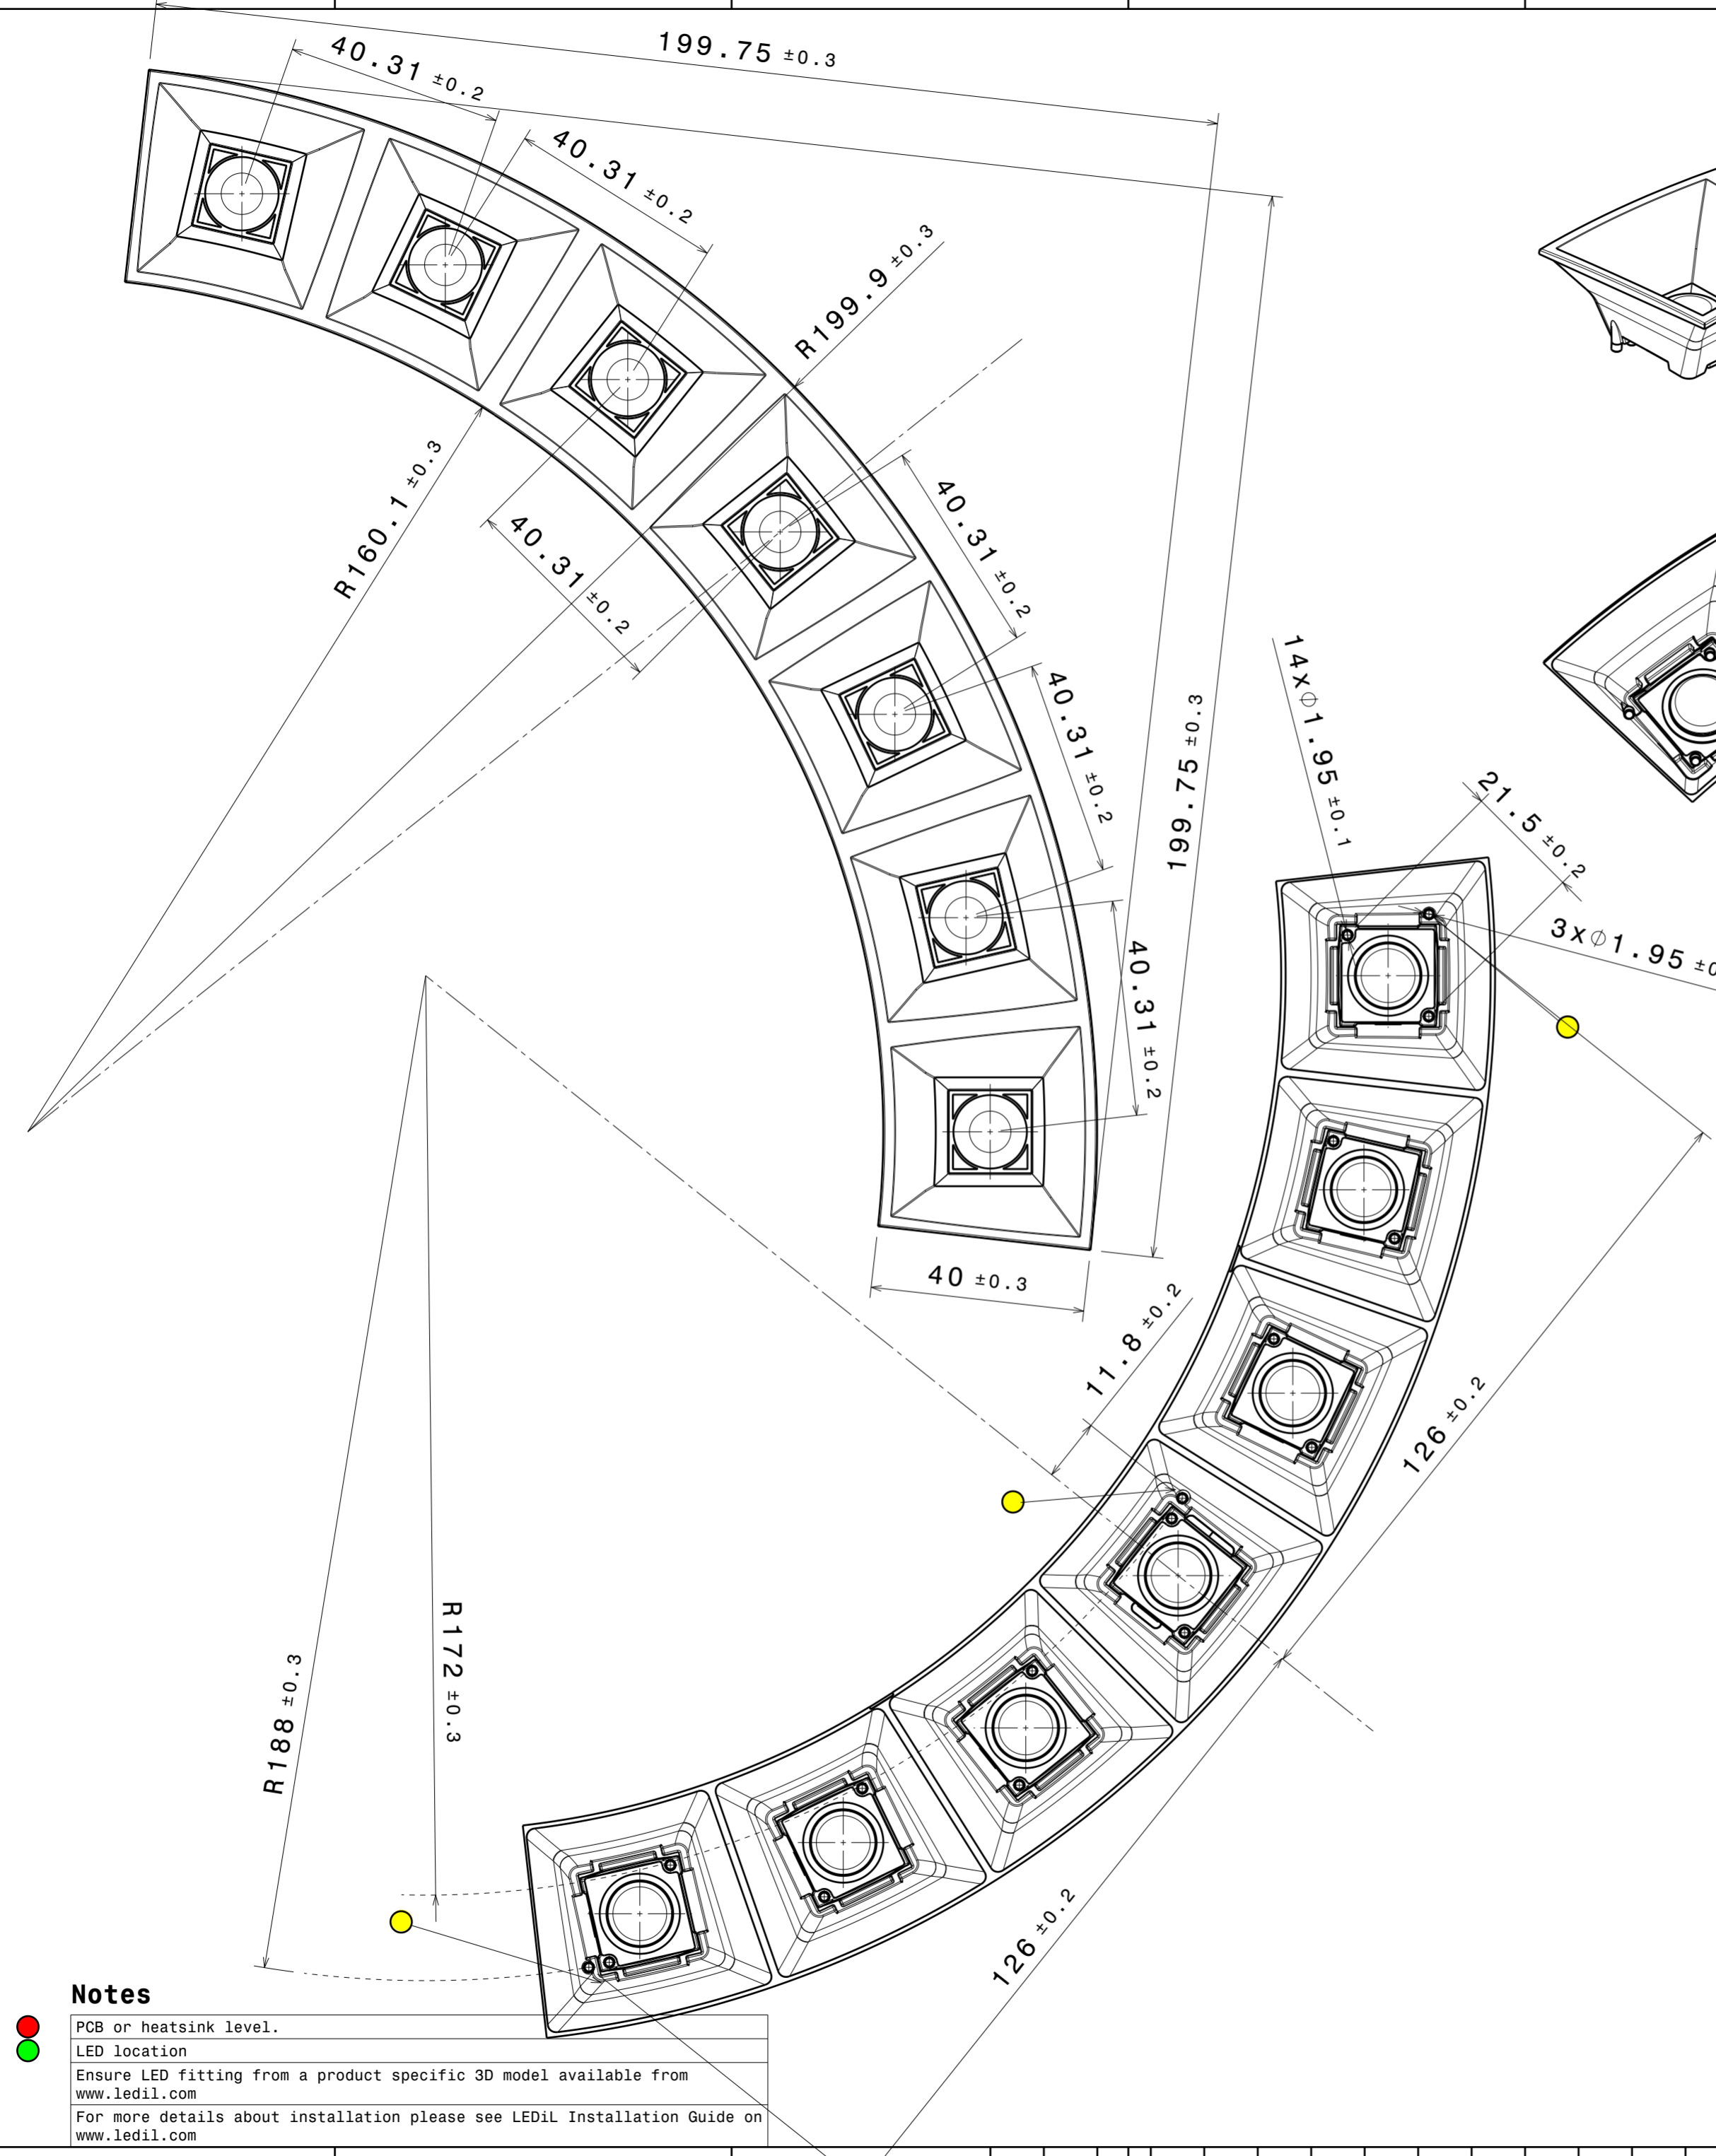 199.75 ±0.3
40.31 ±0.2
40.31 ±0.2
R199.9 ±0.3
R160.1 ±0.3
40.31 ±0.2
40.31 ±0.2
40.31 ±0.2
199.75 ±0.3
14x∅1.95 ±0.1
21.5 ±0.2
3x∅1.95
40.31 ±0.2
40 ±0.3
11.8 ±0.2
126 ±0.2
R172 ±0.3
R188 ±0.3
126 ±0.2
Notes
PCB or heatsink level.
LED location
Ensure LED fitting from a product specific 3D model available from
www.ledil.com
For more details about installation please see LEDiL Installation Guide on
www.ledil.com